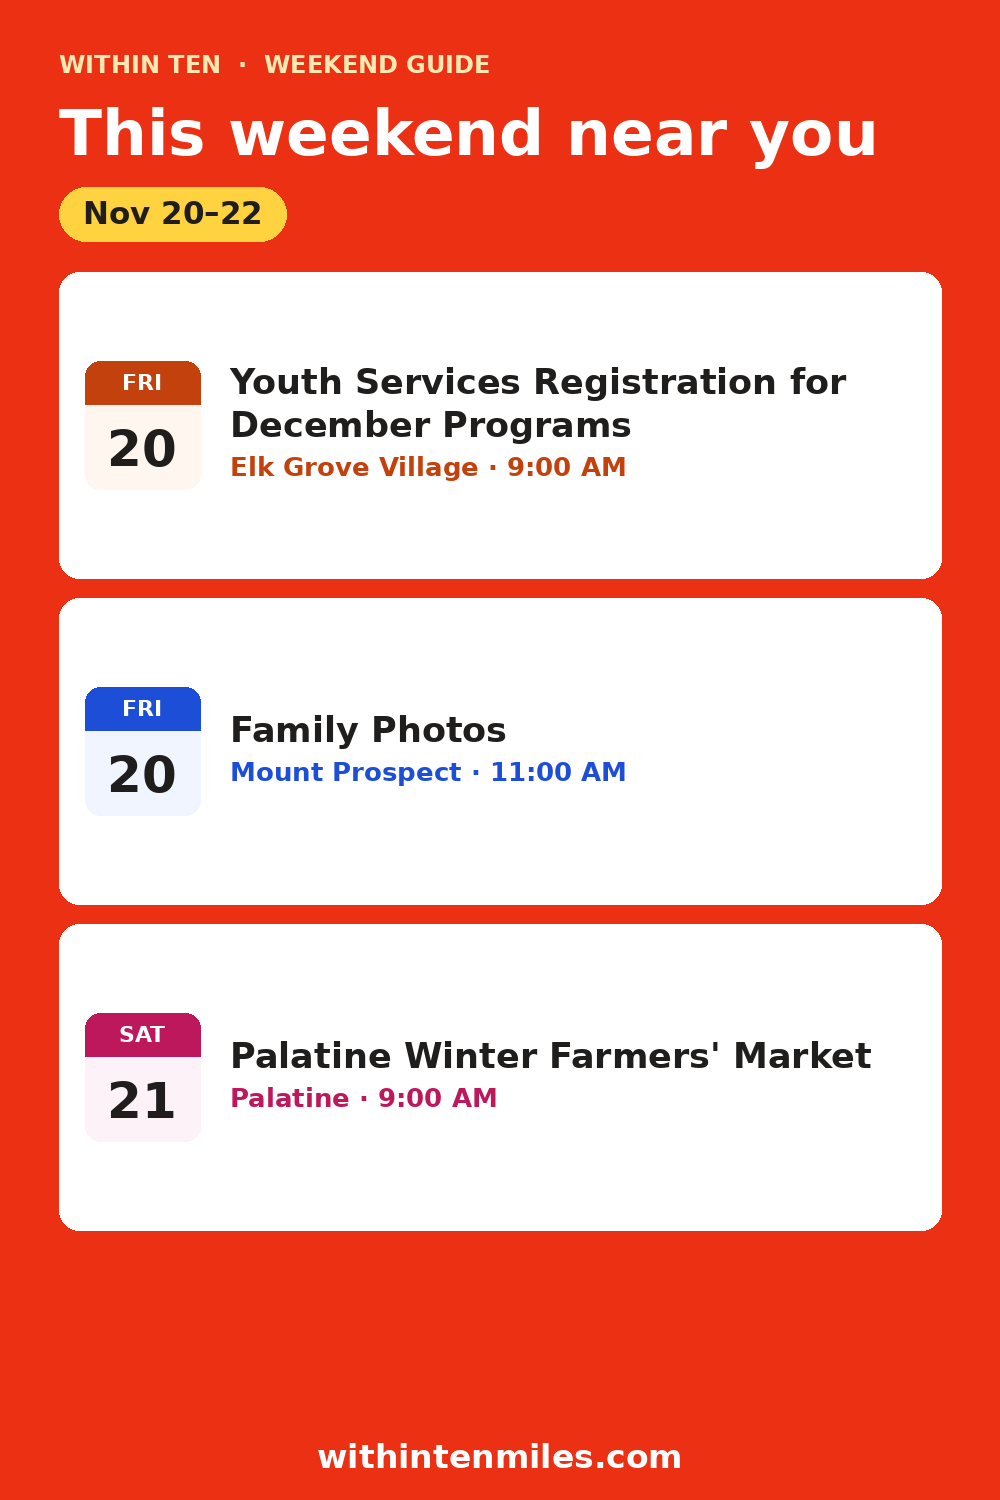 WITHIN TEN · WEEKEND GUIDE
This weekend near you
Nov 20–22
FRI
20
Youth Services Registration for
December Programs
Elk Grove Village · 9:00 AM
FRI
20
Family Photos
Mount Prospect · 11:00 AM
SAT
21
Palatine Winter Farmers' Market
Palatine · 9:00 AM
withintenmiles.com